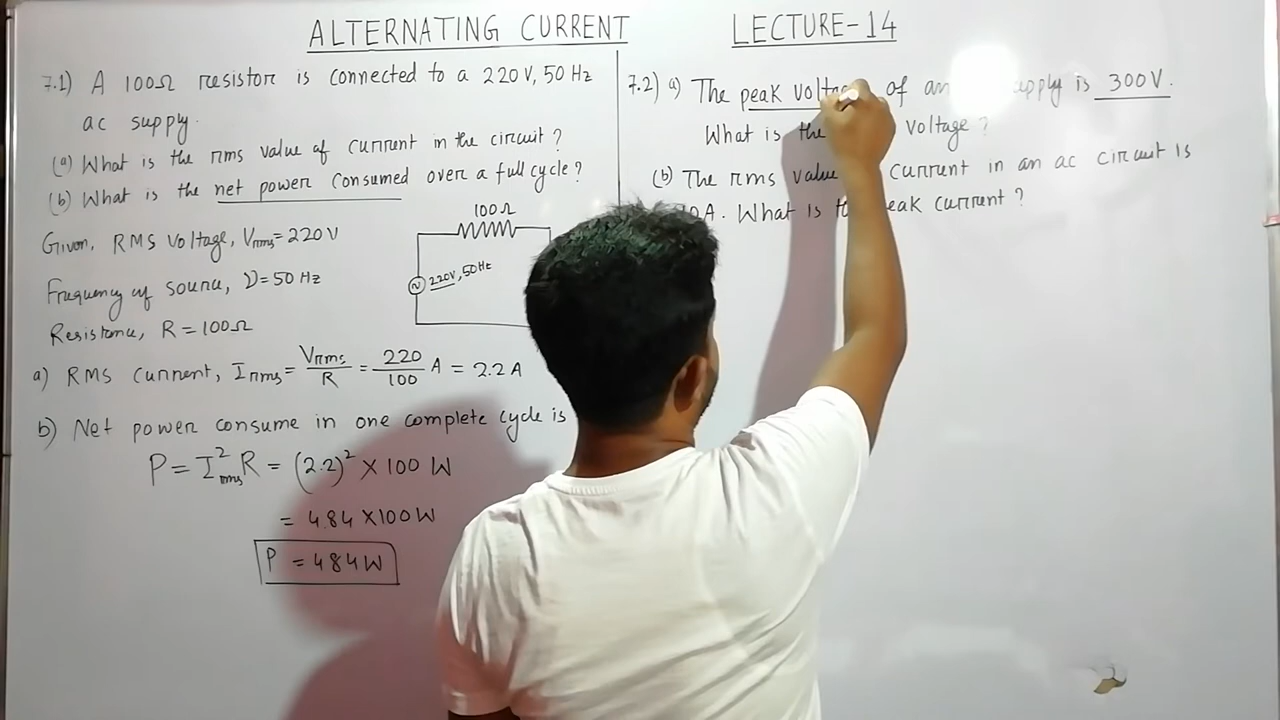 ALTERNATING CURRENT LECTURE-14
7.1) A 100Ω resistor is connected to a 220V, 50 Hz
ac supply.
(a) What is the rms value of current in the circuit?
(b) What is the net power consumed over a full cycle?
100Ω
220V, 50Hz
Given, RMS Voltage, Vrms = 220V
Frequency of source, ν = 50 Hz
Resistance, R = 100Ω
a) RMS current, Irms = Vrms/R = 220/100 A = 2.2 A
b) Net power consume in one complete cycle is
P = I²rms R = (2.2)² × 100 W
= 4.84 × 100 W
P = 484 W
7.2) a) The peak voltage of an supply is 300V.
What is the voltage?
(b) The rms value current in an ac circuit is
A. What is peak current?